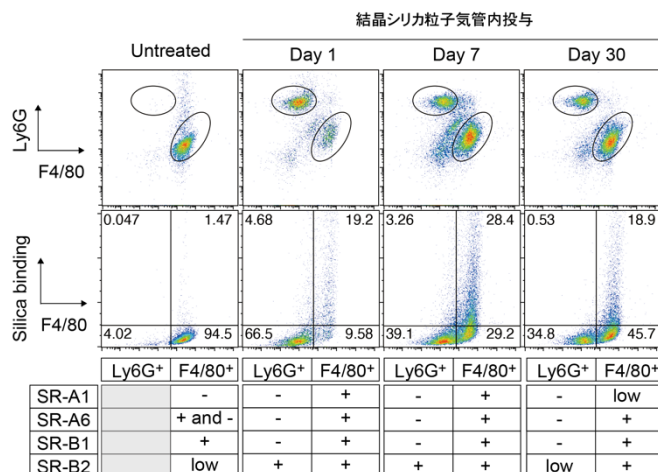 結晶シリカ粒子気管内投与
Untreated Day 1 Day 7 Day 30
Ly6G
F4/80
0.047 1.47 4.68 19.2 3.26 28.4 0.53 18.9
Silica binding
F4/80
4.02 94.5 66.5 9.58 39.1 29.2 34.8 45.7
Ly6G+ F4/80+ Ly6G+ F4/80+ Ly6G+ F4/80+ Ly6G+ F4/80+
SR-A1 - - + - + - low
SR-A6 + and - - + - + - +
SR-B1 + - + - + - +
SR-B2 low + + + + low +